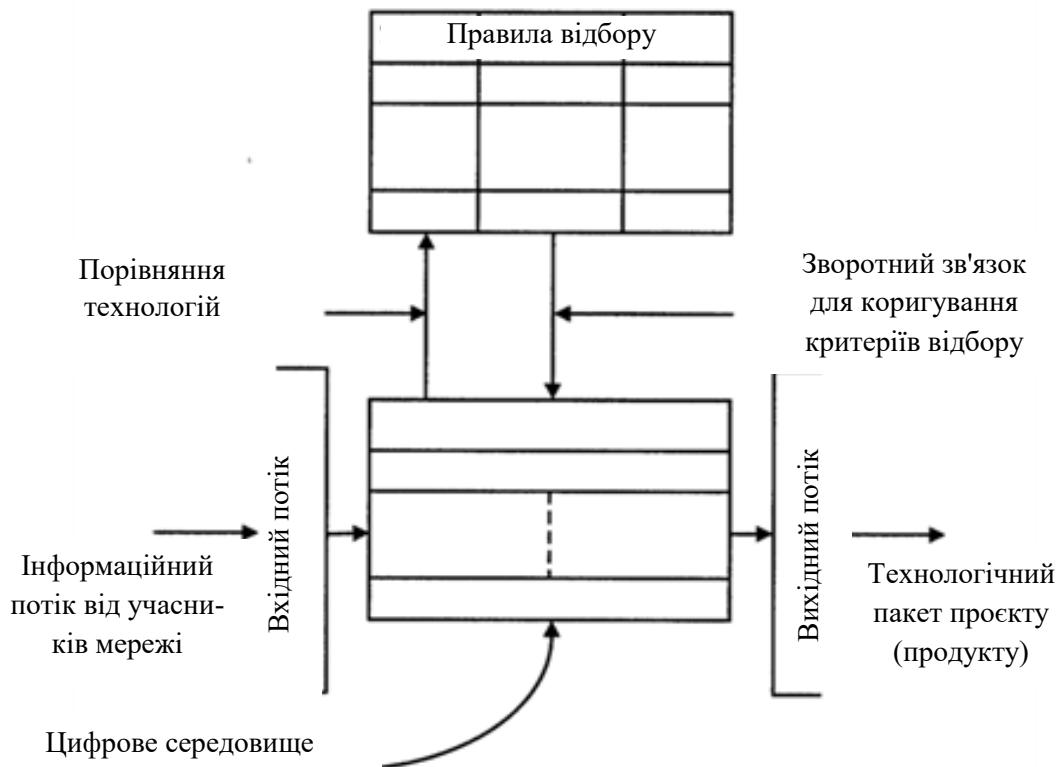 Правила відбору
Порівняння
технологій
Зворотний зв'язок
для коригування
критеріїв відбору
Вхідний потік
Інформаційний
потік від учасни-
ків мережі
Вихідний потік
Технологічний
пакет проєкту
(продукту)
Цифрове середовище